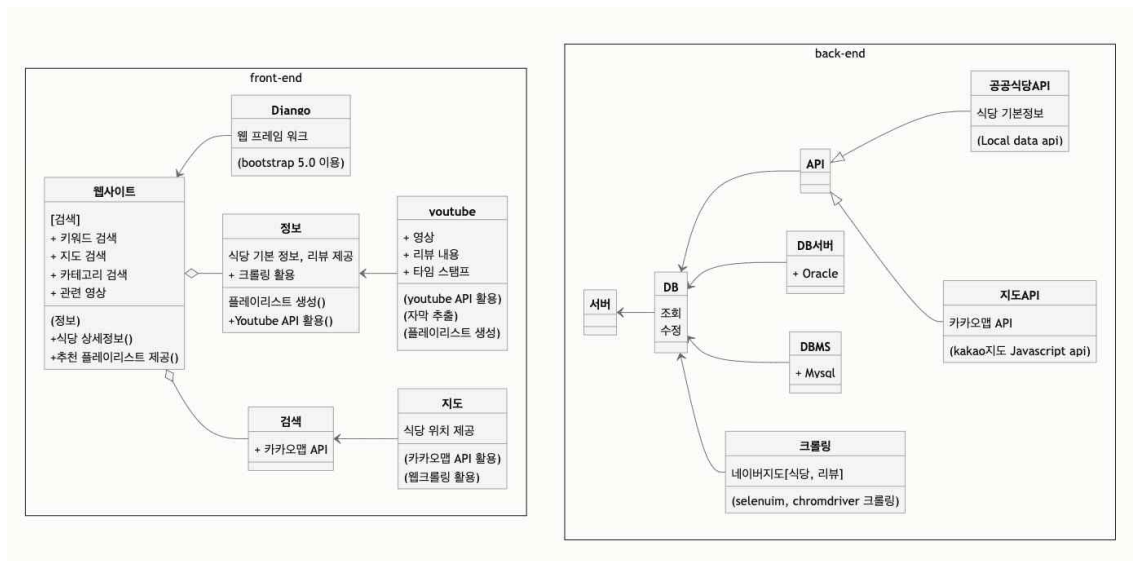 front-end
Django
웹 프레임 워크
(bootstrap 5.0 이용)
웹사이트
[검색]
+ 키워드 검색
+ 지도 검색
+ 카테고리 검색
+ 관련 영상
(정보)
+식당 상세정보()
+추천 플레이리스트 제공()
정보
식당 기본 정보, 리뷰 제공
+ 크롤링 활용
플레이리스트 생성()
+Youtube API 활용()
youtube
+ 영상
+ 리뷰 내용
+ 타임 스탬프
(youtube API 활용)
(자막 추출)
(플레이리스트 생성)
검색
+ 카카오맵 API
지도
식당 위치 제공
(카카오맵 API 활용)
(웹크롤링 활용)
back-end
공공식당API
식당 기본정보
(Local data api)
API
DB서버
+ Oracle
서버
DB
조회
수정
지도API
카카오맵 API
(kakao지도 Javascript api)
DBMS
+ Mysql
크롤링
네이버지도[식당, 리뷰]
(selenuim, chromdriver 크롤링)